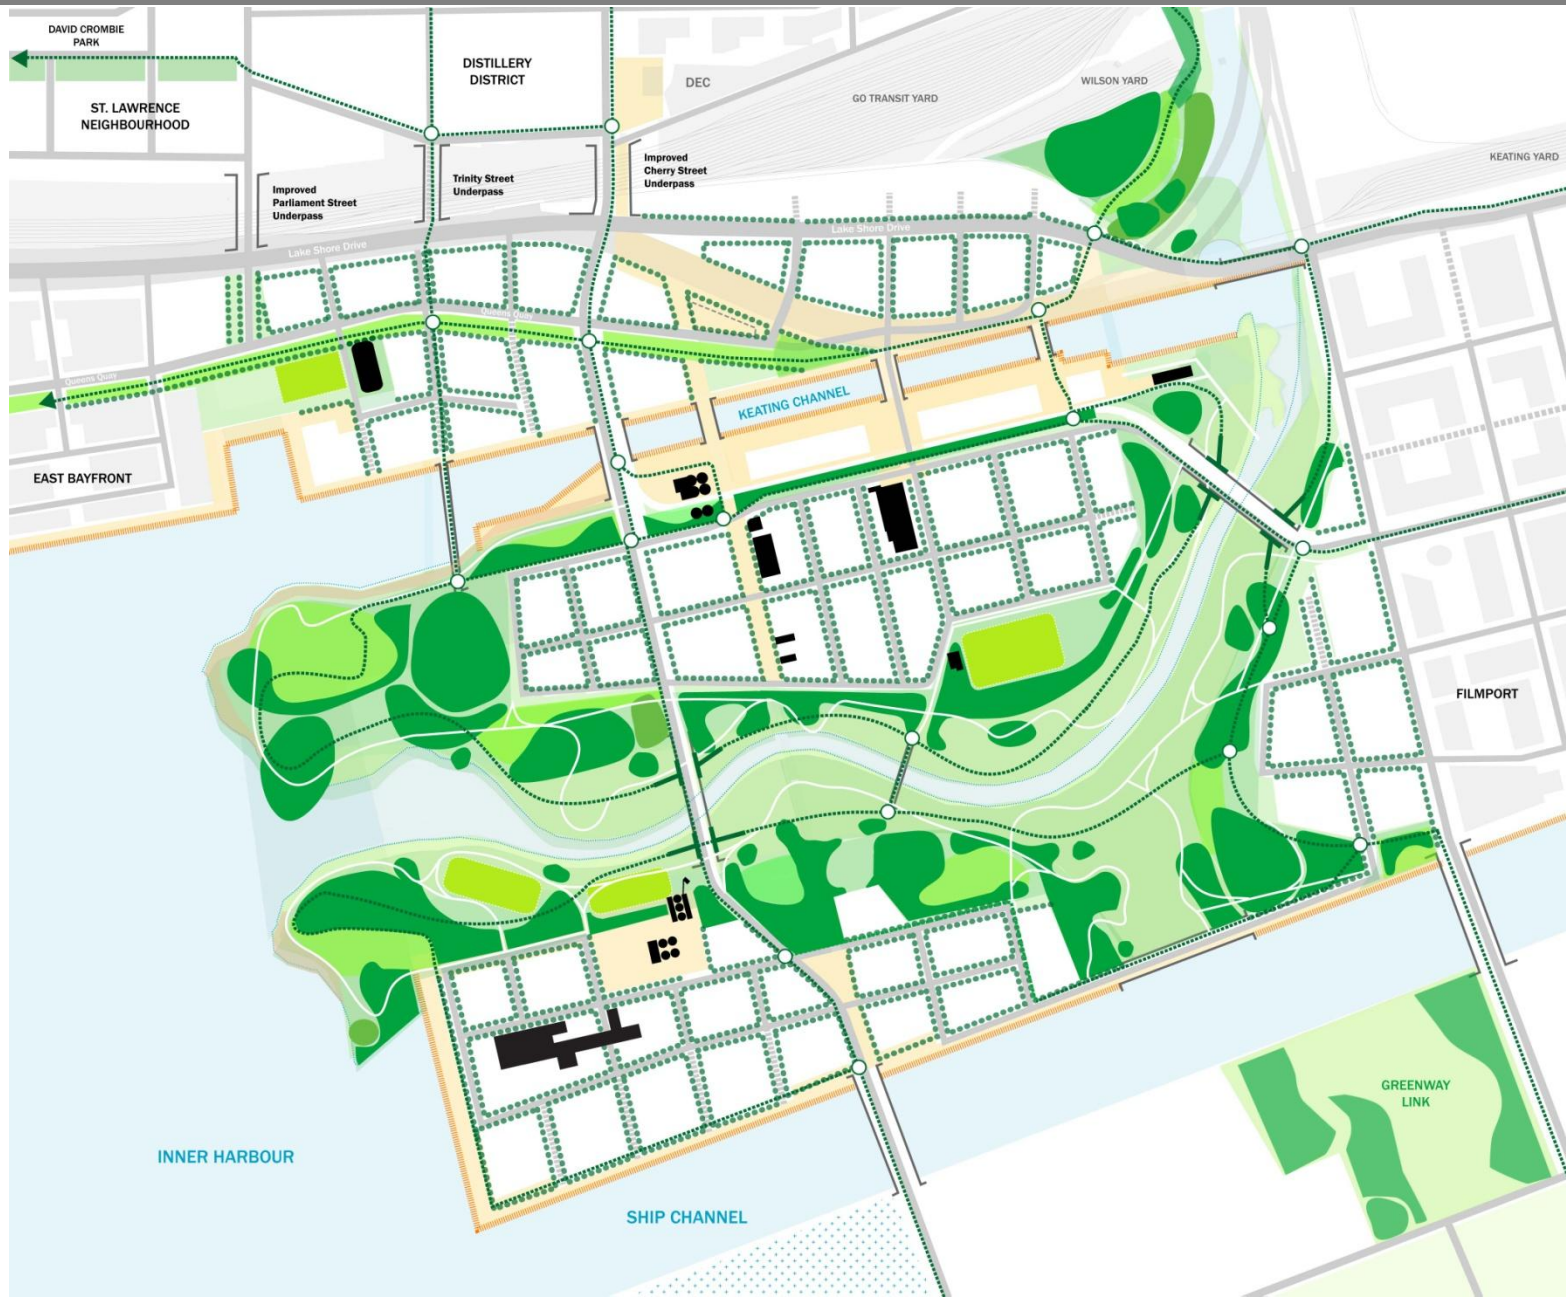 DAVID CROMBIE
PARK
DISTILLERY
DISTRICT
DEC
WILSON YARD
GO TRANSIT YARD
ST. LAWRENCE
NEIGHBOURHOOD
KEATING YARD
Improved
Cherry Street
Underpass
Trinity Street
Underpass
Improved
Parliament Street
Underpass
Lake Shore Drive
Lake Shore Drive
Queens Quay
Queens Quay
KEATING CHANNEL
EAST BAYFRONT
FILMPORT
GREENWAY
LINK
INNER HARBOUR
SHIP CHANNEL